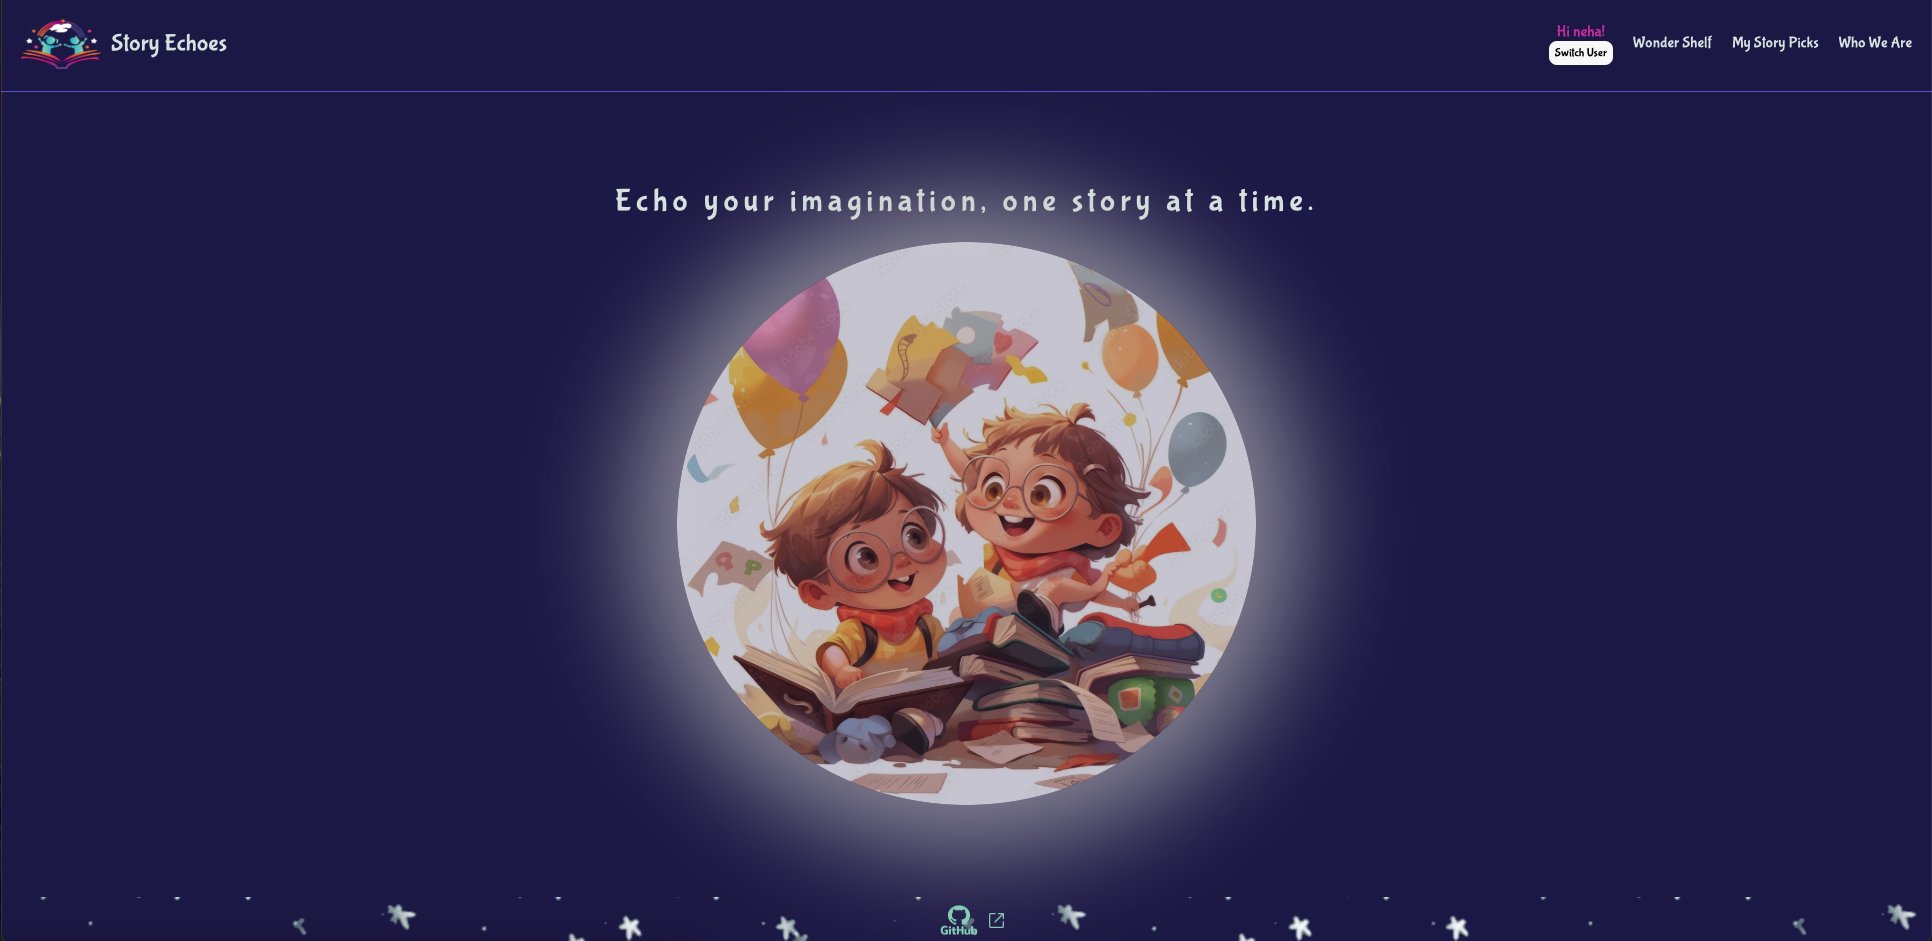 Story Echoes
Hi neha!
Switch User
Wonder Shelf
My Story Picks
Who We Are
Echo your imagination, one story at a time.
GitHub